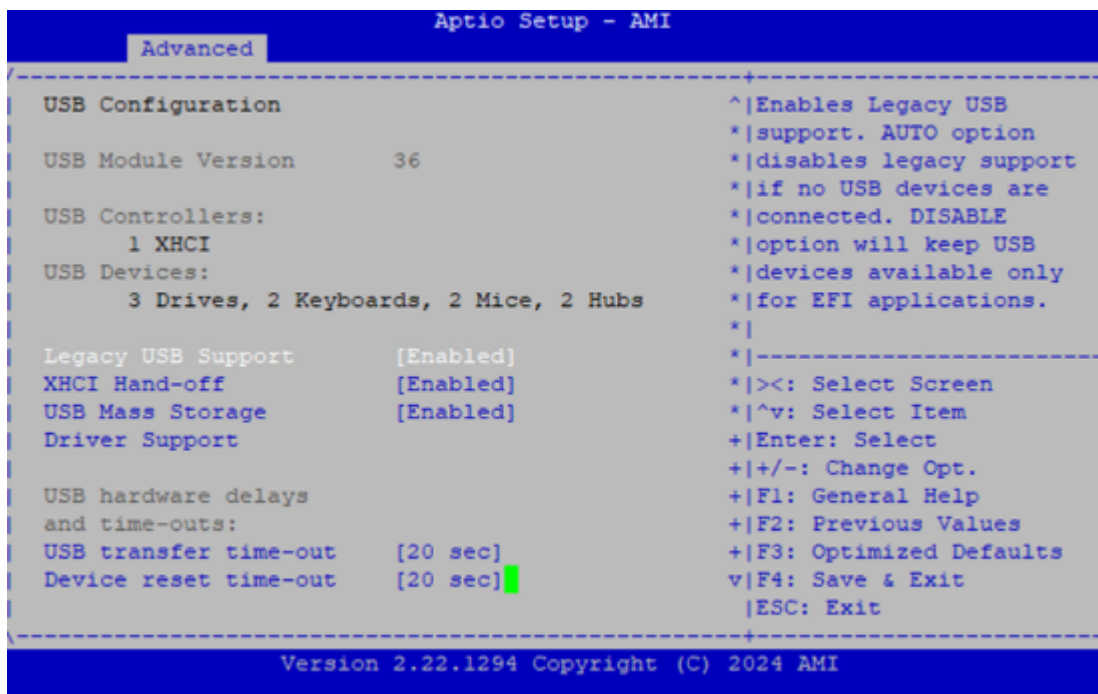 Aptio Setup - AMI
Advanced
/----------------------------------------------------+-------------------------
| USB Configuration ^|Enables Legacy USB
| *|support. AUTO option
| USB Module Version 36 *|disables legacy support
| *|if no USB devices are
| USB Controllers: *|connected. DISABLE
| 1 XHCI *|option will keep USB
| USB Devices: *|devices available only
| 3 Drives, 2 Keyboards, 2 Mice, 2 Hubs *|for EFI applications.
| *|
| Legacy USB Support [Enabled] *|-------------------------
| XHCI Hand-off [Enabled] *|><: Select Screen
| USB Mass Storage [Enabled] *|^v: Select Item
| Driver Support +|Enter: Select
| +|+/-: Change Opt.
| USB hardware delays +|F1: General Help
| and time-outs: +|F2: Previous Values
| USB transfer time-out [20 sec] +|F3: Optimized Defaults
| Device reset time-out [20 sec] v|F4: Save & Exit
| |ESC: Exit
\----------------------------------------------------+-------------------------
Version 2.22.1294 Copyright (C) 2024 AMI